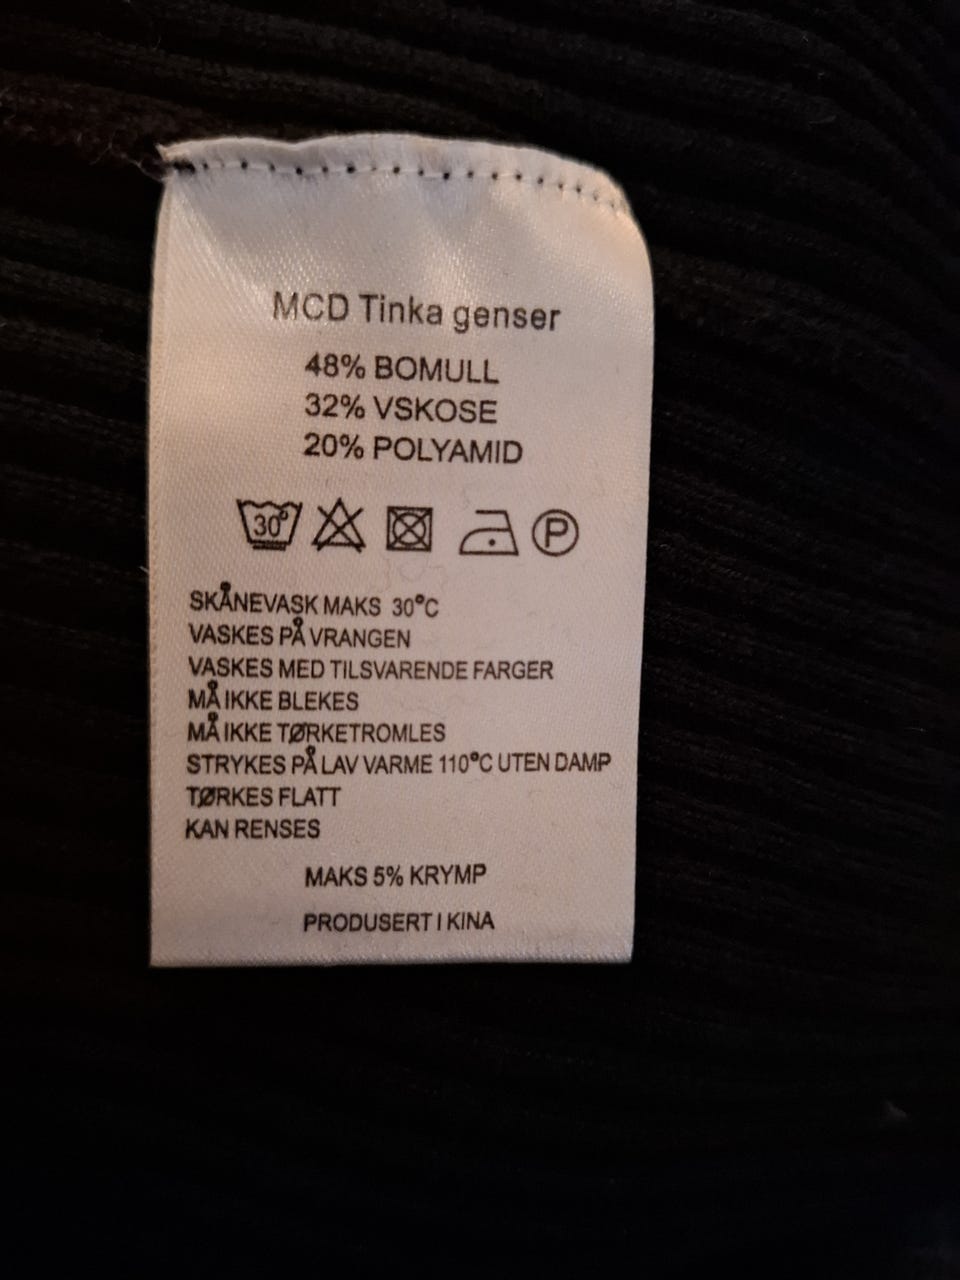 MCD Tinka genser
48% BOMULL
32% VSKOSE
20% POLYAMID
30° P
SKÅNEVASK MAKS 30°C
VASKES PÅ VRANGEN
VASKES MED TILSVARENDE FARGER
MÅ IKKE BLEKES
MÅ IKKE TØRKETROMLES
STRYKES PÅ LAV VARME 110°C UTEN DAMP
TØRKES FLATT
KAN RENSES
MAKS 5% KRYMP
PRODUSERT I KINA